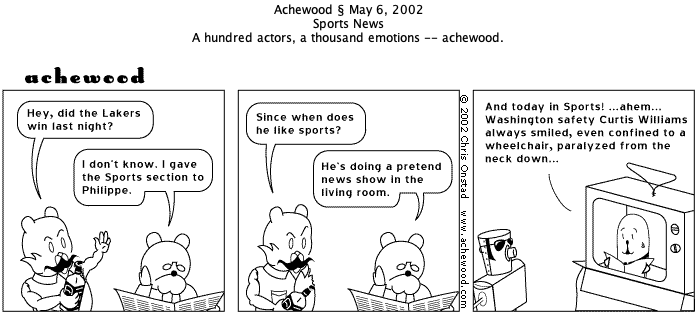 Achewood § May 6, 2002
Sports News
A hundred actors, a thousand emotions -- achewood.
achewood
Hey, did the Lakers
win last night?
I don't know. I gave
the Sports section to
Philippe.
Since when does
he like sports?
He's doing a pretend
news show in the
living room.
© 2002 Chris Onstad www.achewood.com
And today in Sports! ...ahem...
Washington safety Curtis Williams
always smiled, even confined to a
wheelchair, paralyzed from the
neck down...